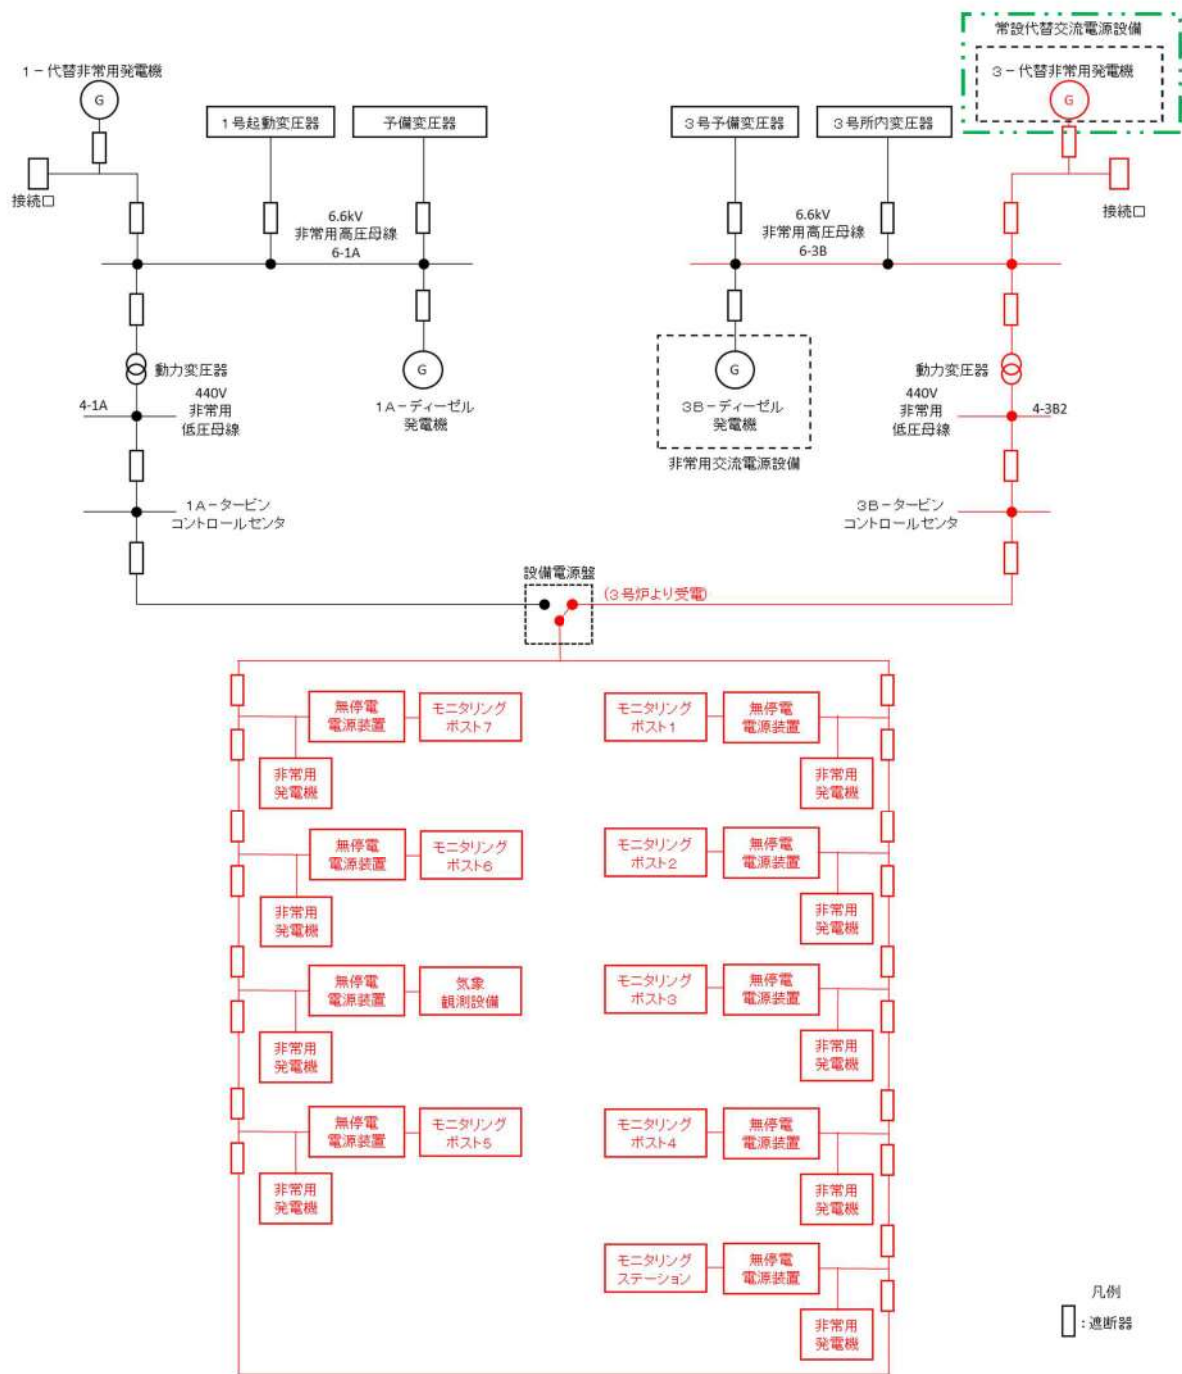 常設代替交流電源設備
1-代替非常用発電機
3-代替非常用発電機
G
G
1号起動変圧器
予備変圧器
3号予備変圧器
3号所内変圧器
接続口
接続口
6.6kV
非常用高圧母線
6-1A
6.6kV
非常用高圧母線
6-3B
動力変圧器
G
G
動力変圧器
4-1A
440V
非常用
低圧母線
1A-ディーゼル
発電機
3B-ディーゼル
発電機
440V
非常用
低圧母線
4-3B2
非常用交流電源設備
1A-タービン
コントロールセンタ
3B-タービン
コントロールセンタ
設備電源盤
(3号炉より受電)
無停電
電源装置
モニタリング
ポスト7
モニタリング
ポスト1
無停電
電源装置
非常用
発電機
非常用
発電機
無停電
電源装置
モニタリング
ポスト6
モニタリング
ポスト2
無停電
電源装置
非常用
発電機
非常用
発電機
無停電
電源装置
気象
観測設備
モニタリング
ポスト3
無停電
電源装置
非常用
発電機
非常用
発電機
無停電
電源装置
モニタリング
ポスト5
モニタリング
ポスト4
無停電
電源装置
非常用
発電機
非常用
発電機
モニタリング
ステーション
無停電
電源装置
非常用
発電機
凡例
:遮断器